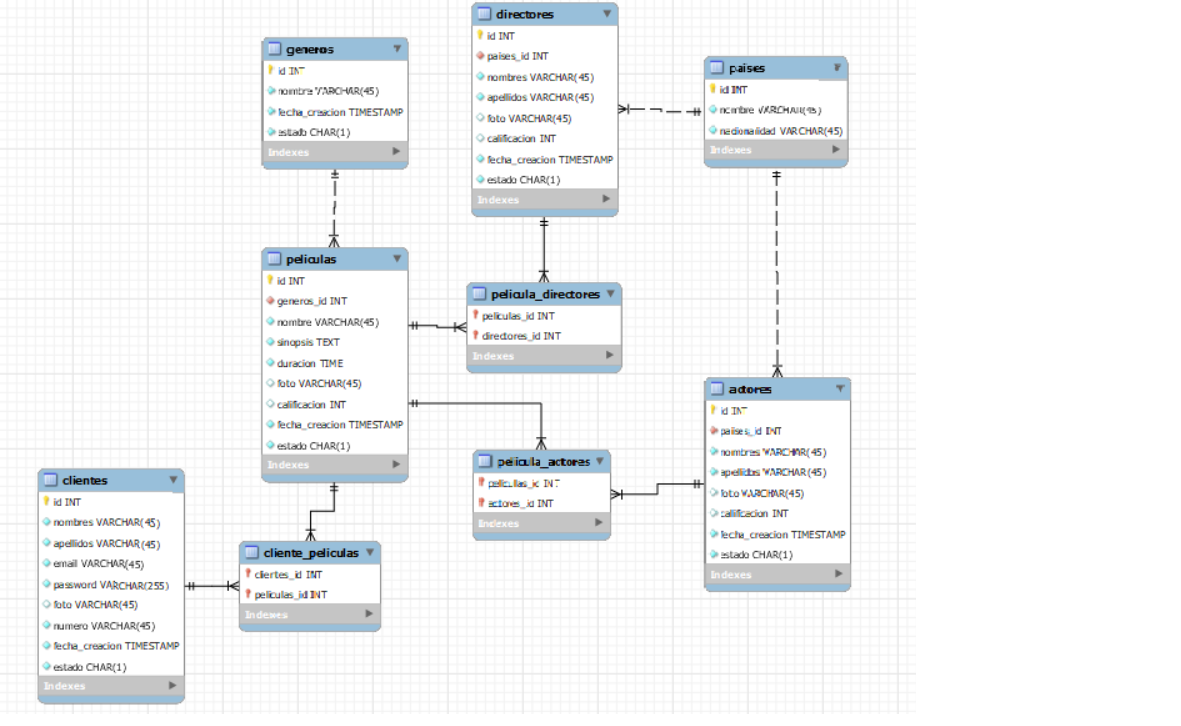 directores
id INT
paises_id INT
nombres VARCHAR(45)
apellidos VARCHAR(45)
foto VARCHAR(45)
calificacion INT
fecha_creacion TIMESTAMP
estado CHAR(1)
Indexes
generos
id INT
nombre VARCHAR(45)
fecha_creacion TIMESTAMP
estado CHAR(1)
Indexes
paises
id INT
nombre VARCHAR(45)
nacionalidad VARCHAR(45)
Indexes
peliculas
id INT
generos_id INT
nombre VARCHAR(45)
sinopsis TEXT
duracion TIME
foto VARCHAR(45)
calificacion INT
fecha_creacion TIMESTAMP
estado CHAR(1)
Indexes
pelicula_directores
peliculas_id INT
directores_id INT
Indexes
actores
id INT
paises_id INT
nombres VARCHAR(45)
apellidos VARCHAR(45)
foto VARCHAR(45)
calificacion INT
fecha_creacion TIMESTAMP
estado CHAR(1)
Indexes
pelicula_actores
peliculas_id INT
actores_id INT
Indexes
clientes
id INT
nombres VARCHAR(45)
apellidos VARCHAR(45)
email VARCHAR(45)
password VARCHAR(255)
foto VARCHAR(45)
numero VARCHAR(45)
fecha_creacion TIMESTAMP
estado CHAR(1)
Indexes
cliente_peliculas
clientes_id INT
peliculas_id INT
Indexes